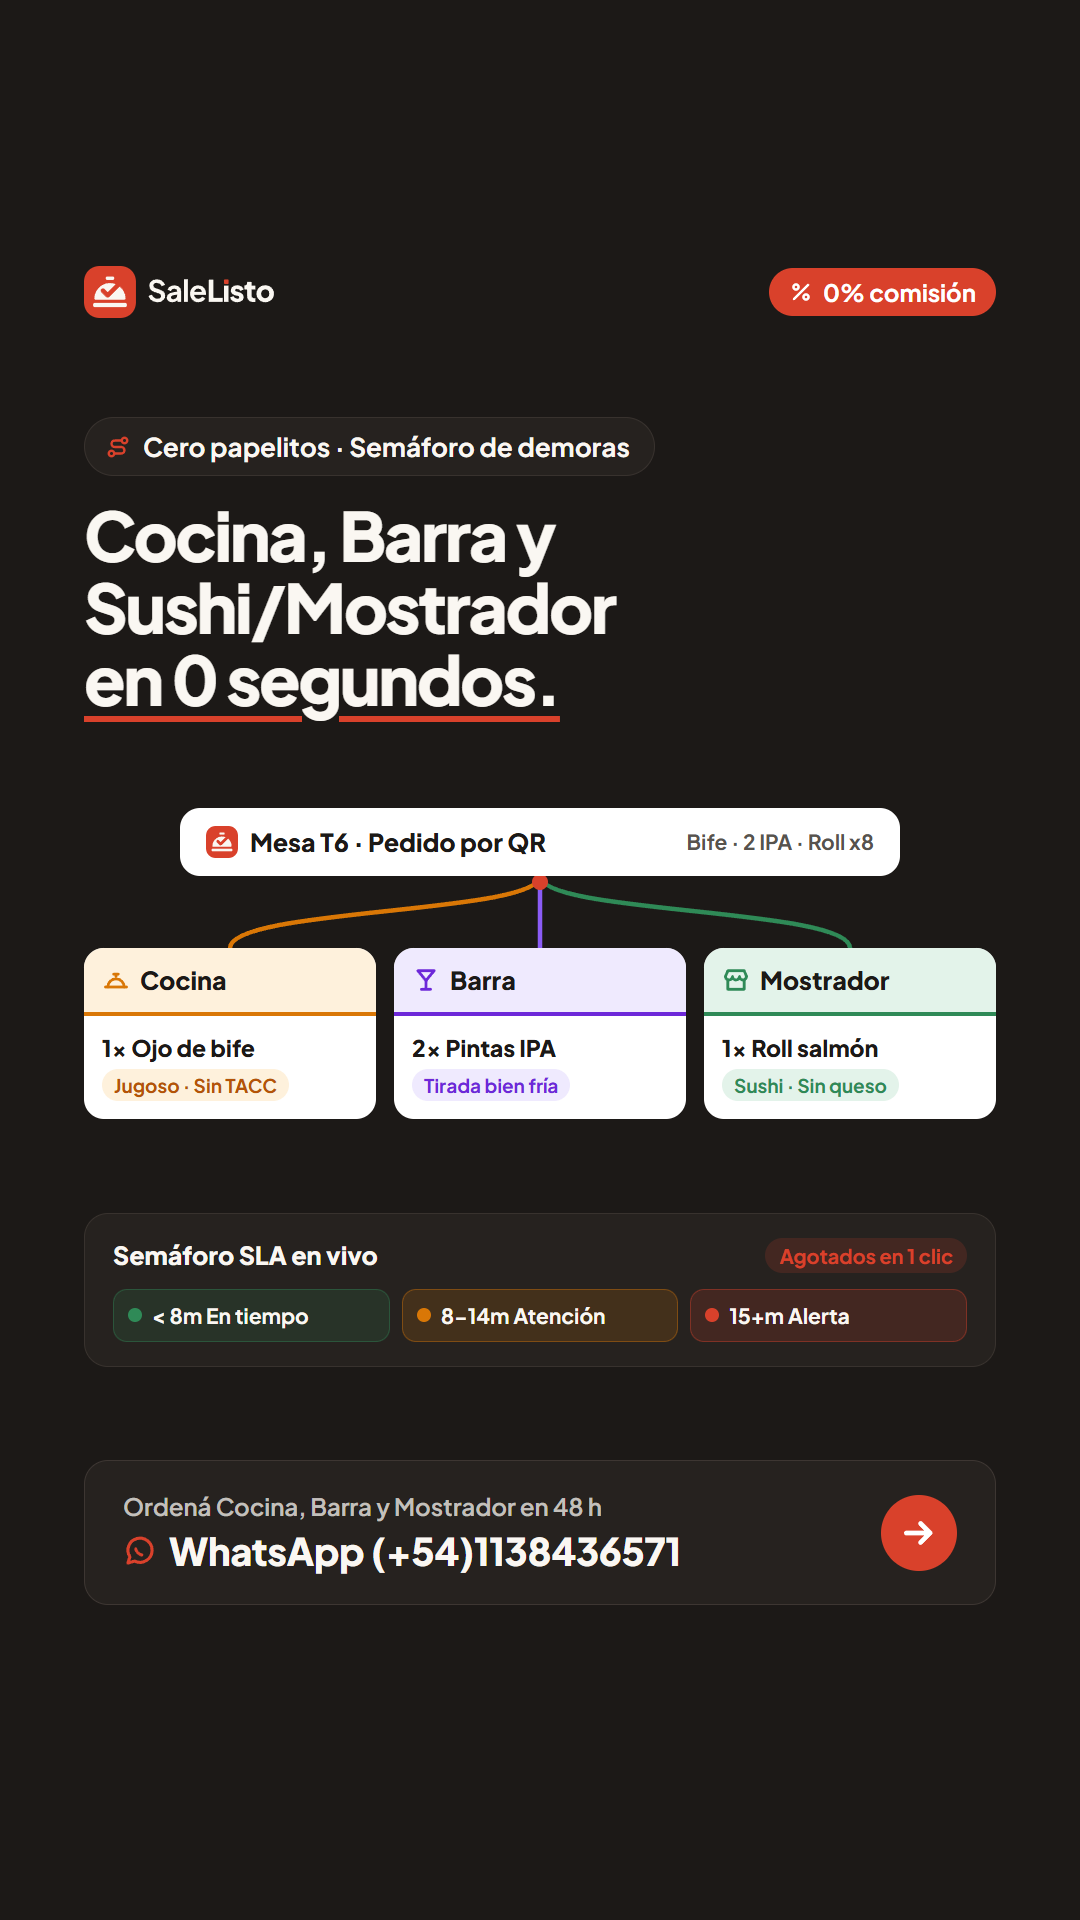 SaleListo
% 0% comisión
Cero papelitos · Semáforo de demoras
Cocina, Barra y
Sushi/Mostrador
en 0 segundos.
Mesa T6 · Pedido por QR
Bife · 2 IPA · Roll x8
Cocina
1× Ojo de bife
Jugoso · Sin TACC
Barra
2× Pintas IPA
Tirada bien fría
Mostrador
1× Roll salmón
Sushi · Sin queso
Semáforo SLA en vivo
Agotados en 1 clic
< 8m En tiempo
8–14m Atención
15+m Alerta
Ordená Cocina, Barra y Mostrador en 48 h
WhatsApp (+54)1138436571